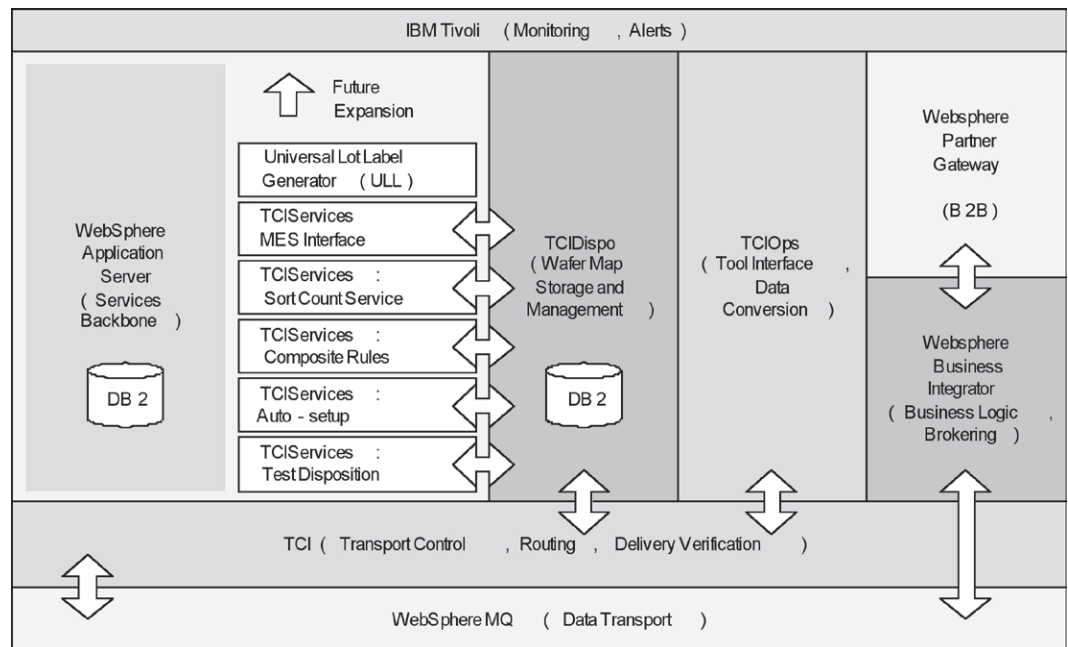 IBM Tivoli ( Monitoring , Alerts )
Future
Expansion
Universal Lot Label
Generator ( ULL )
TCIServices
MES Interface
TCIServices :
Sort Count Service
TCIServices :
Composite Rules
TCIServices :
Auto - setup
TCIServices :
Test Disposition
WebSphere
Application
Server
( Services
Backbone )
DB 2
TCIDispo
( Wafer Map
Storage and
Management )
DB 2
TCIOps
( Tool Interface ,
Data
Conversion )
Websphere
Partner
Gateway
(B 2B)
Websphere
Business
Integrator
( Business Logic ,
Brokering )
TCI ( Transport Control , Routing , Delivery Verification )
WebSphere MQ ( Data Transport )